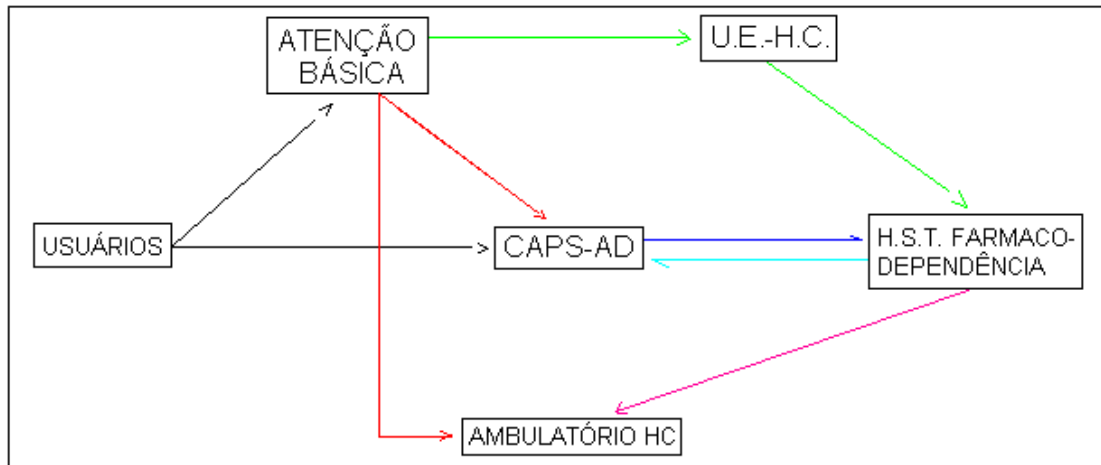 ATENÇÃO
BÁSICA
U.E.-H.C.
USUÁRIOS
CAPS-AD
H.S.T. FARMACO-
DEPENDÊNCIA
AMBULATÓRIO HC